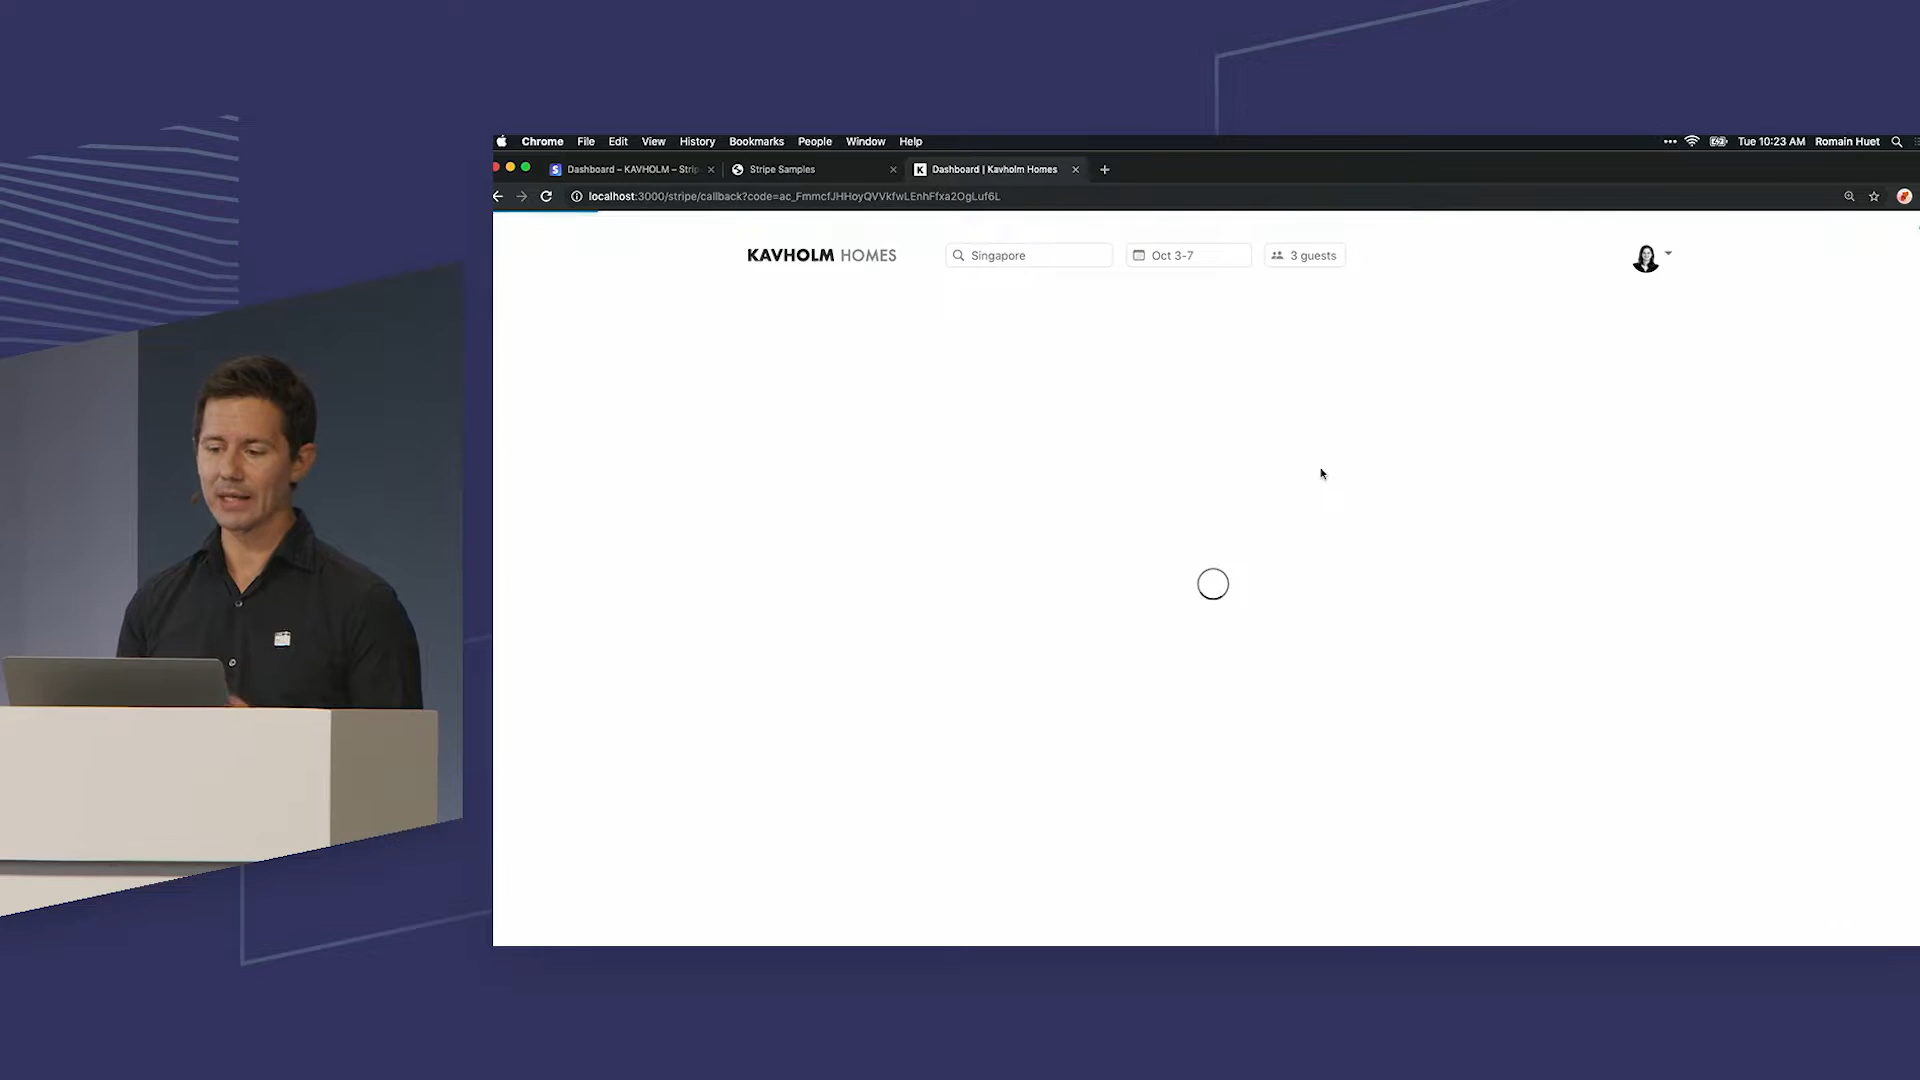 Chrome File Edit View History Bookmarks People Window Help
Tue 10:23 AM Romain Huet
Dashboard – KAVHOLM – Strip
Stripe Samples
Dashboard | Kavholm Homes
localhost:3000/stripe/callback?code=ac_FmmcfJHHoyQVVkfwLEnhFfxa2OgLuf6L
KAVHOLM HOMES
Singapore
Oct 3-7
3 guests